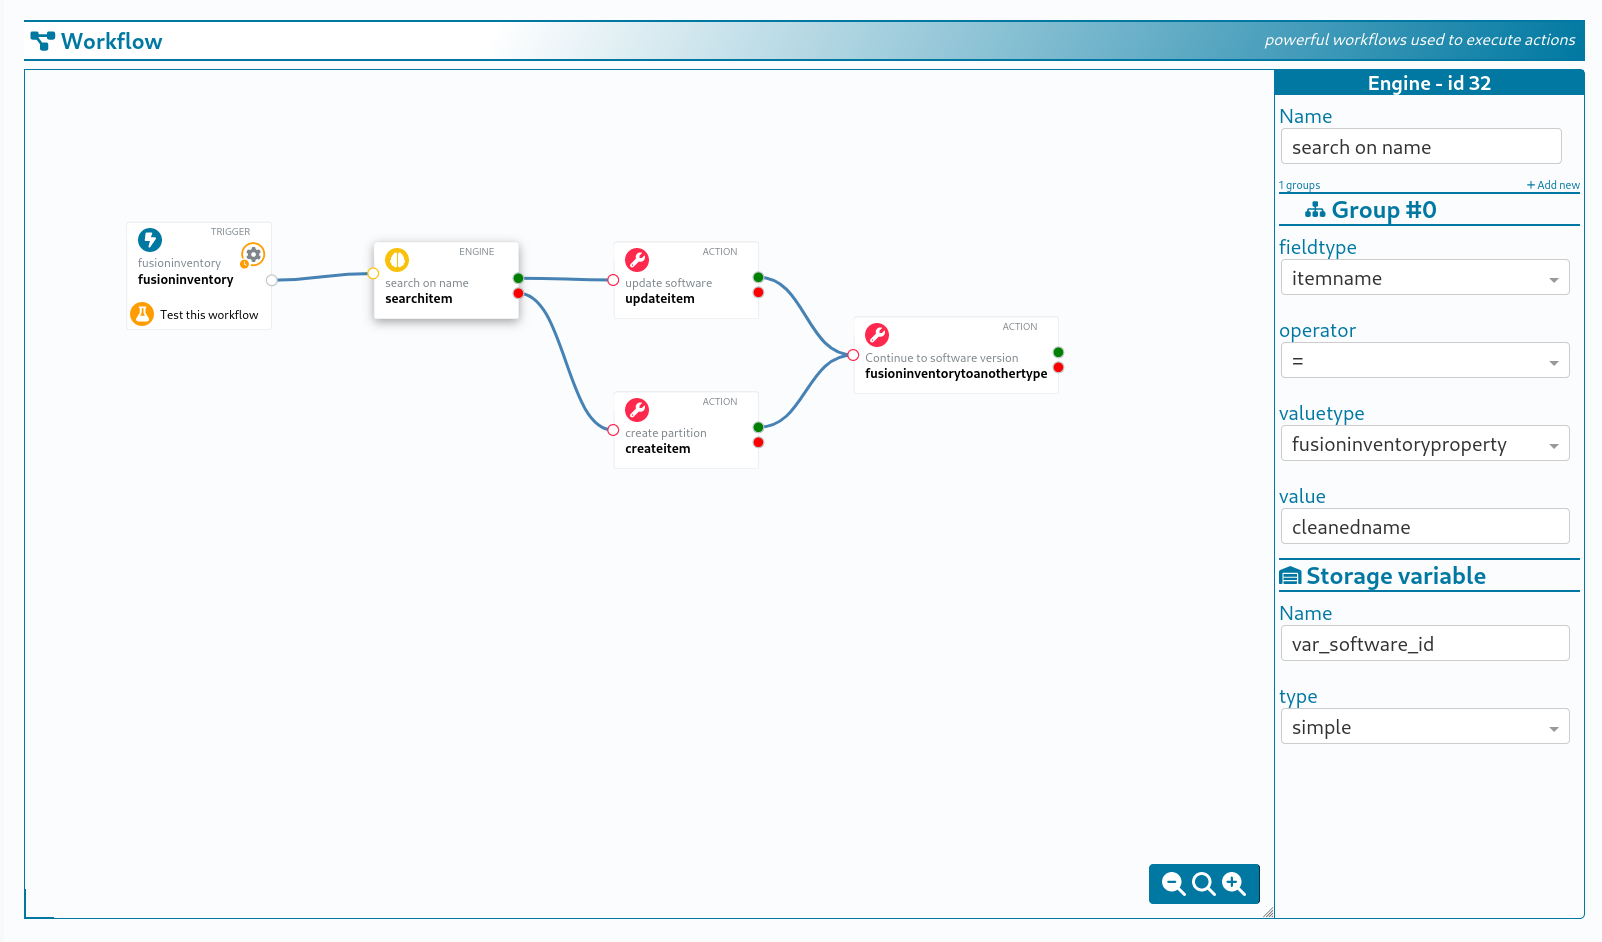 Workflow
powerful workflows used to execute actions
TRIGGER
fusioninventory
fusioninventory
Test this workflow
ENGINE
search on name
searchitem
ACTION
update software
updateitem
ACTION
create partition
createitem
ACTION
Continue to software version
fusioninventorytoanothertype
Engine - id 32
Name
search on name
1 groups
+ Add new
Group #0
fieldtype
itemname
operator
=
valuetype
fusioninventoryproperty
value
cleanedname
Storage variable
Name
var_software_id
type
simple